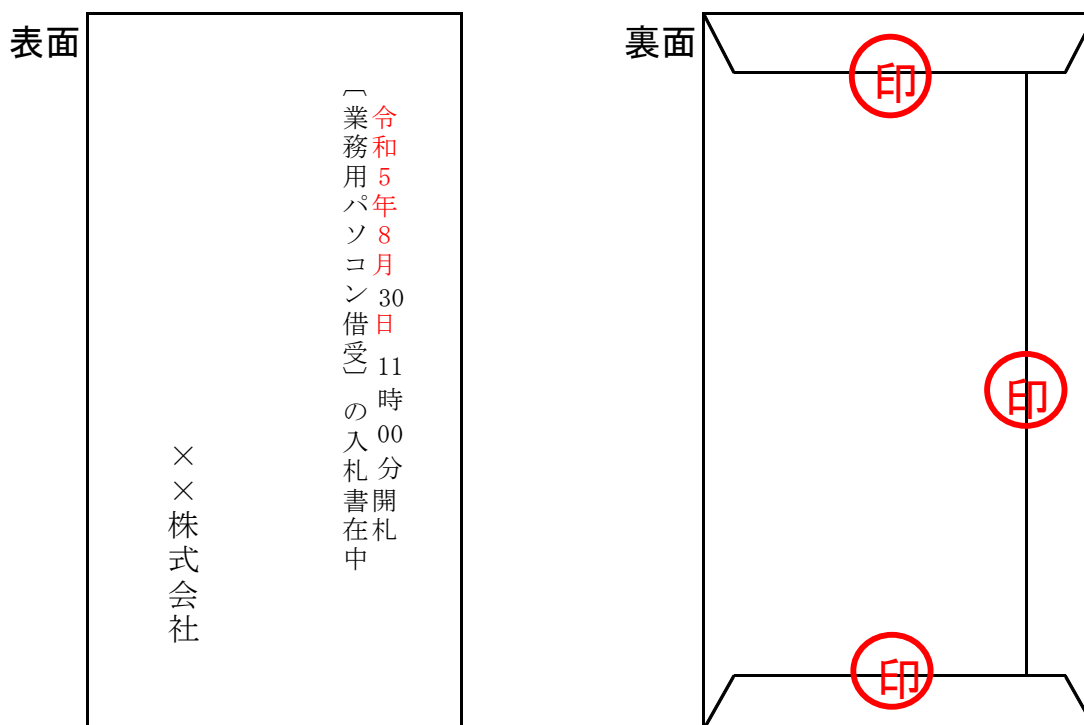 表面
令和5年8月30日 11時00分開札
〔業務用パソコン借受〕の入札書在中
××株式会社
裏面
印
印
印